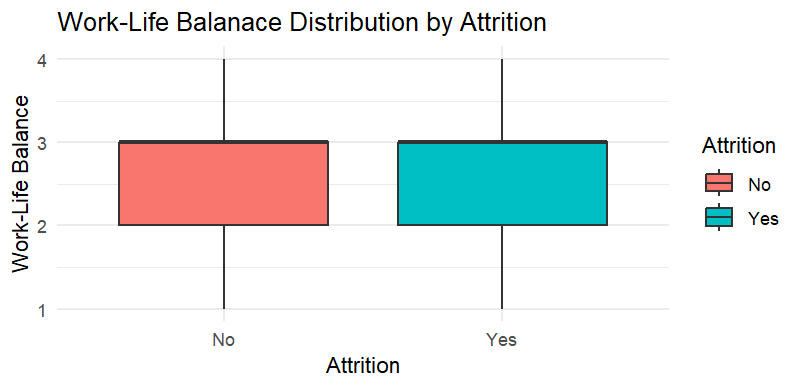 Work-Life Balanace Distribution by Attrition
Work-Life Balance
4
3
2
1
No
Yes
Attrition
Attrition
No
Yes